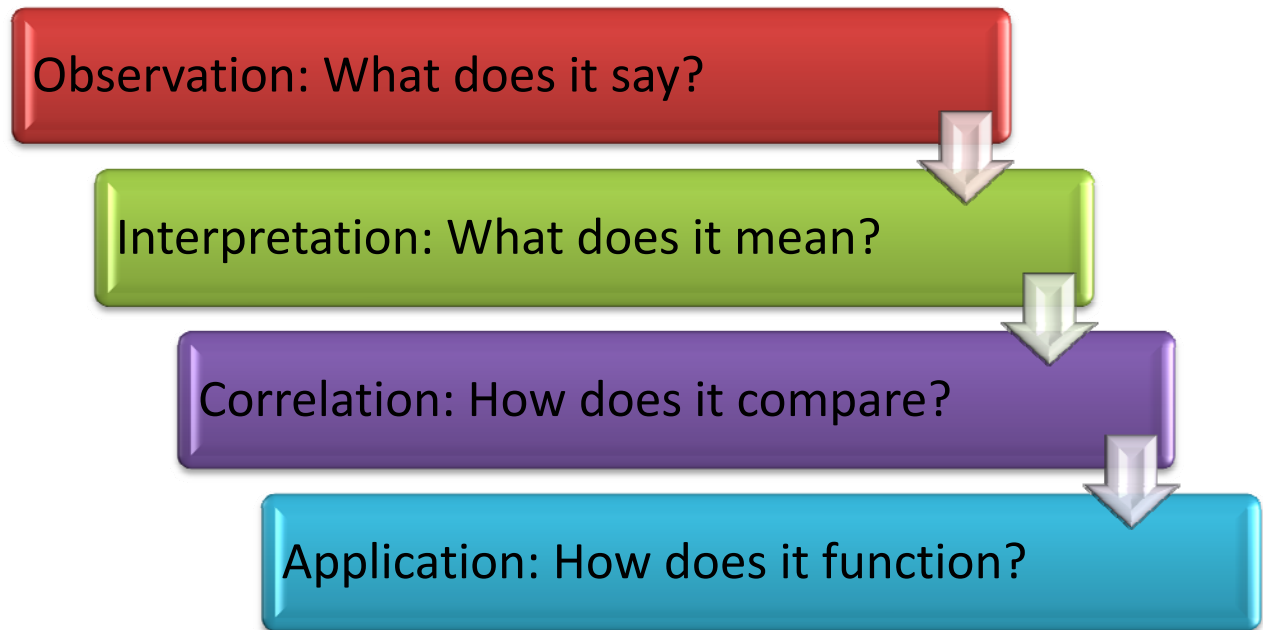 Observation: What does it say?
Interpretation: What does it mean?
Correlation: How does it compare?
Application: How does it function?